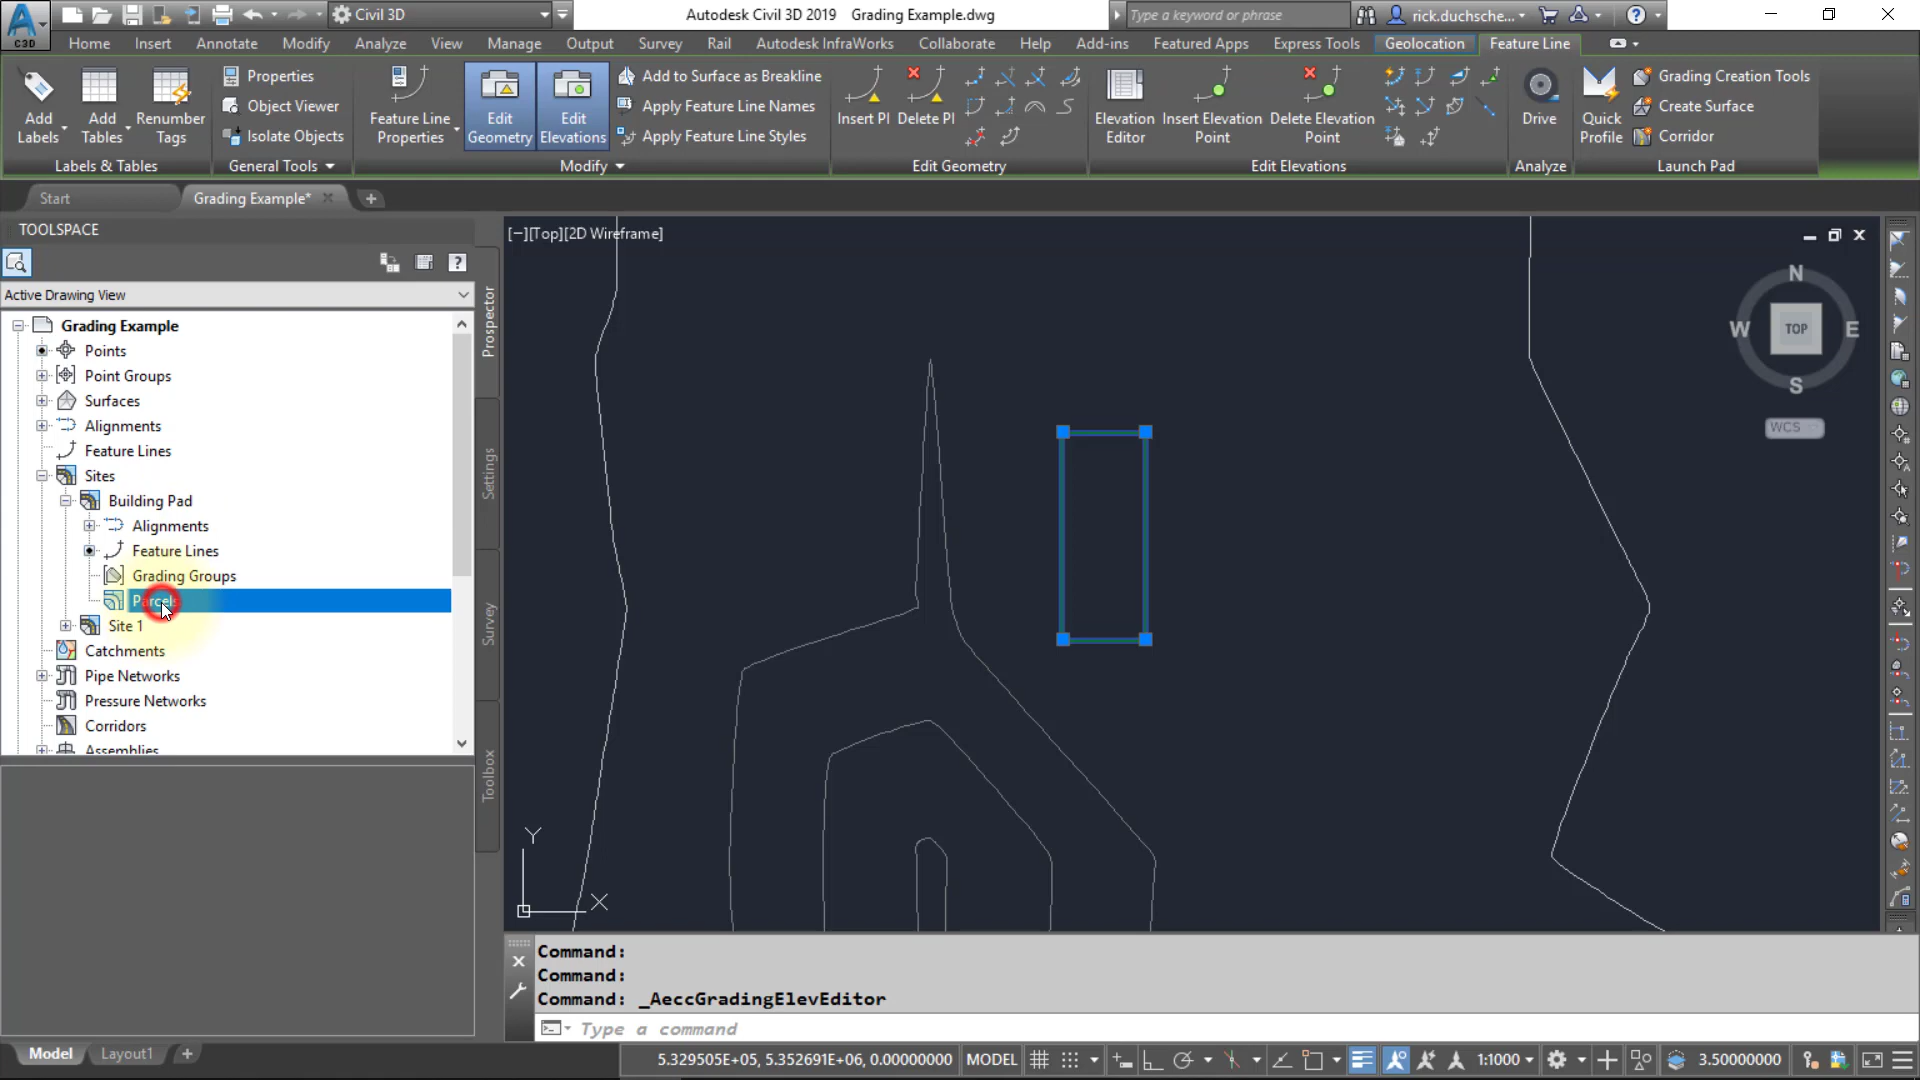 C3D
Civil 3D
Autodesk Civil 3D 2019 Grading Example.dwg
Type a keyword or phrase
rick.duchsche...
Home Insert Annotate Modify Analyze View Manage Output Survey Rail Autodesk InfraWorks Collaborate Help Add-ins Featured Apps Express Tools Geolocation Feature Line
Add Labels
Add Tables
Renumber Tags
Properties
Object Viewer
Isolate Objects
Feature Line Properties
Edit Geometry
Edit Elevations
Add to Surface as Breakline
Apply Feature Line Names
Apply Feature Line Styles
Insert PI
Delete PI
Elevation Editor
Insert Elevation Point
Delete Elevation Point
Drive
Quick Profile
Grading Creation Tools
Create Surface
Corridor
Labels & Tables
General Tools
Modify
Edit Geometry
Edit Elevations
Analyze
Launch Pad
Start
Grading Example*
TOOLSPACE
Active Drawing View
Grading Example
Points
Point Groups
Surfaces
Alignments
Feature Lines
Sites
Building Pad
Alignments
Feature Lines
Grading Groups
Parcels
Site 1
Catchments
Pipe Networks
Pressure Networks
Corridors
Assemblies
Prospector
Settings
Survey
Toolbox
[−][Top][2D Wireframe]
N
W TOP E
S
WCS
Y
X
Command:
Command:
Command: _AeccGradingElevEditor
Type a command
Model Layout1
5.329505E+05, 5.352691E+06, 0.00000000 MODEL 1:1000 3.50000000